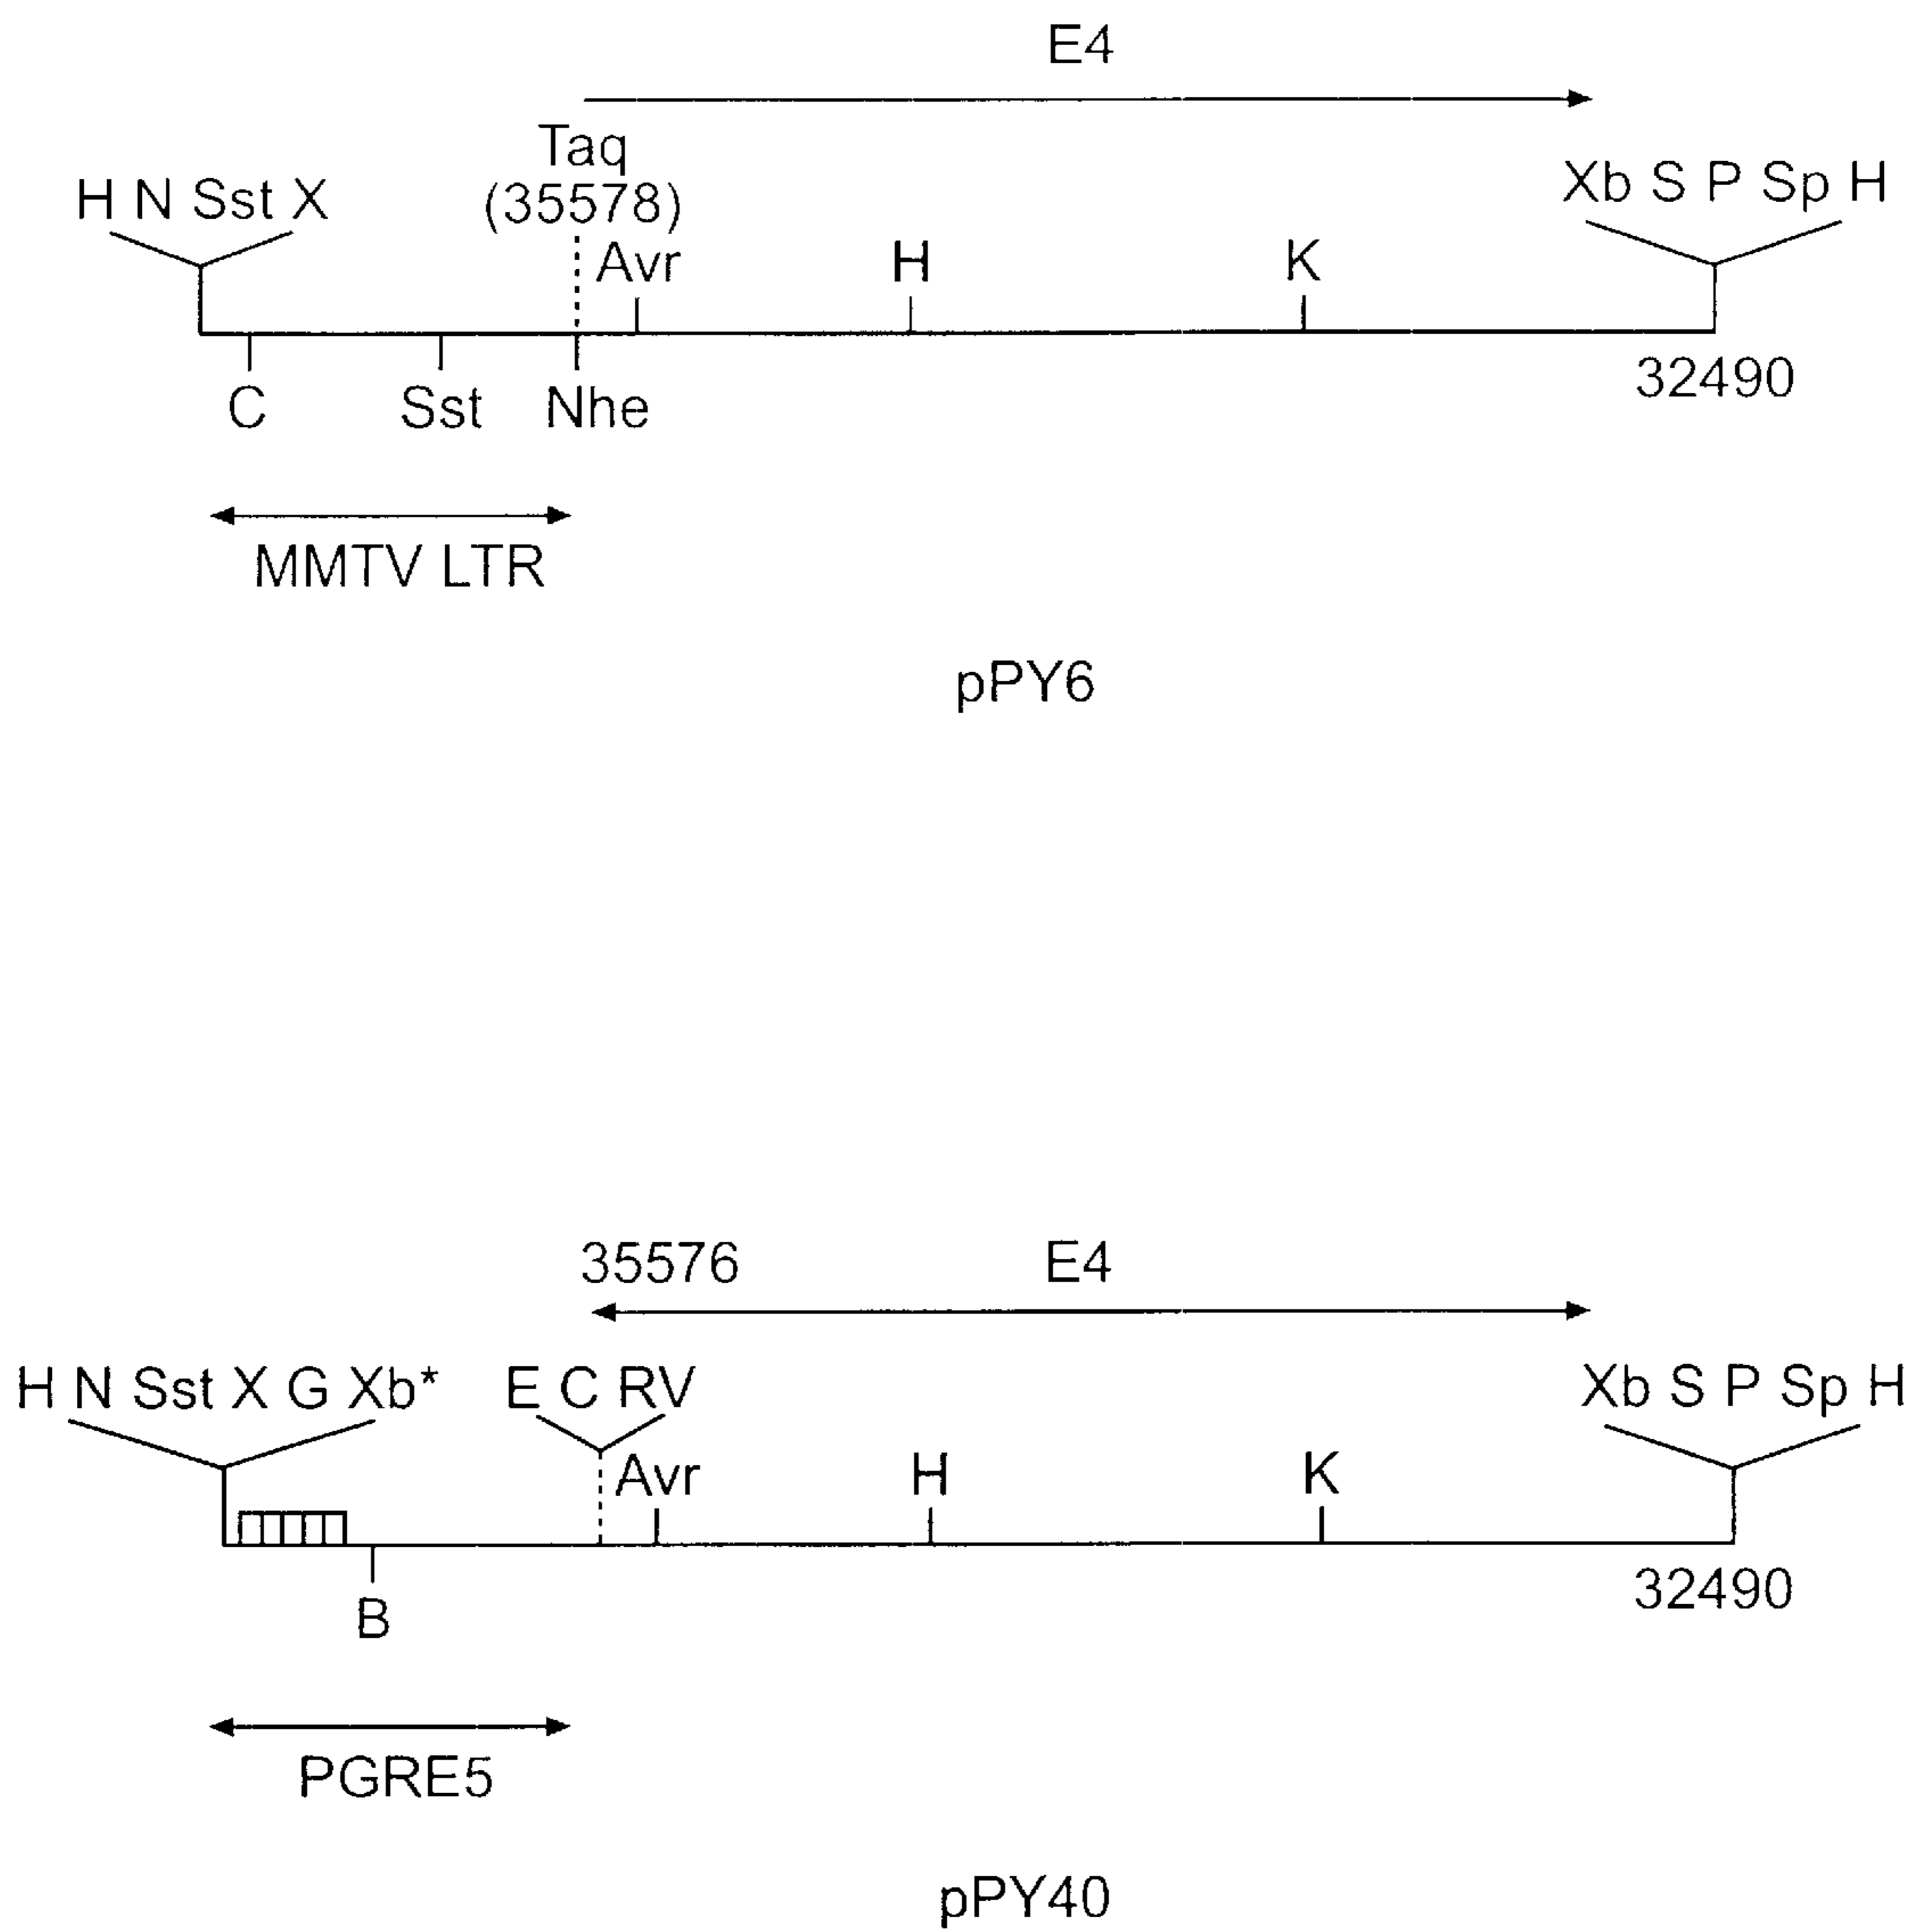 E4
Taq
(35578)
H N Sst X
Xb S P Sp H
Avr
H
K
C
Sst
Nhe
32490
MMTV LTR
pPY6
35576
E4
H N Sst X G Xb*
E C RV
Xb S P Sp H
Avr
H
K
B
32490
PGRE5
pPY40